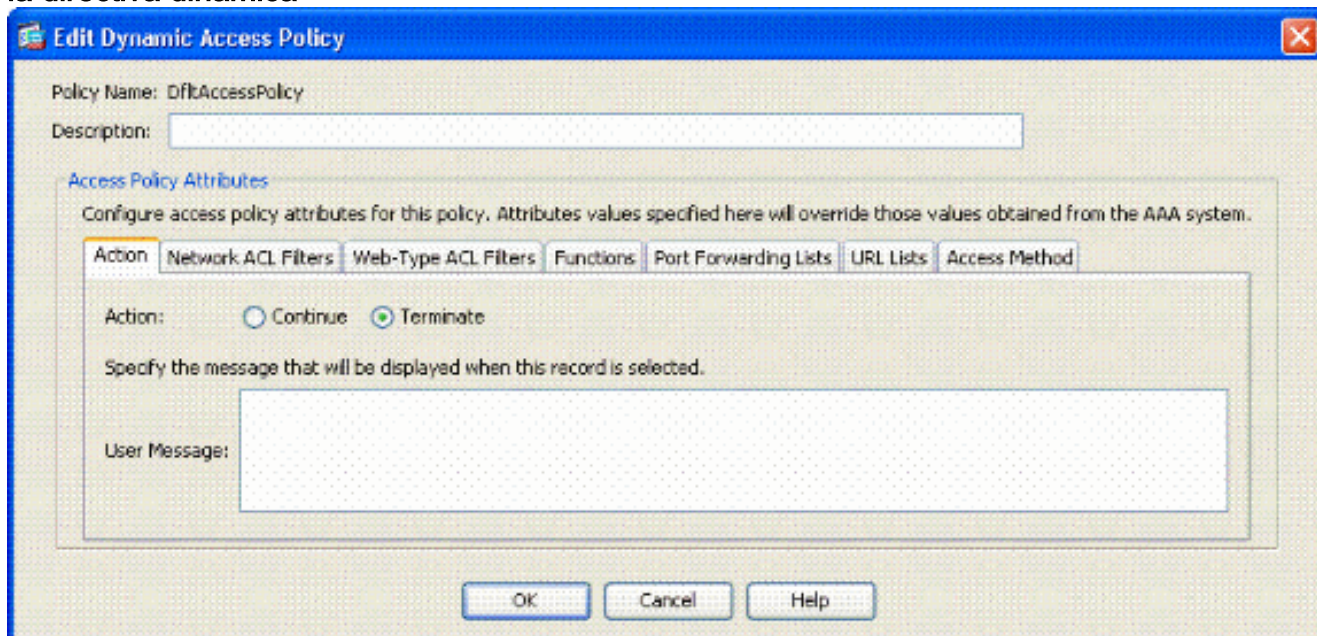 la directiva dinámica
Edit Dynamic Access Policy
Policy Name: DfltAccessPolicy
Description:
Access Policy Attributes
Configure access policy attributes for this policy. Attributes values specified here will override those values obtained from the AAA system.
Action Network ACL Filters Web-Type ACL Filters Functions Port Forwarding Lists URL Lists Access Method
Action: Continue Terminate
Specify the message that will be displayed when this record is selected.
User Message:
OK Cancel Help